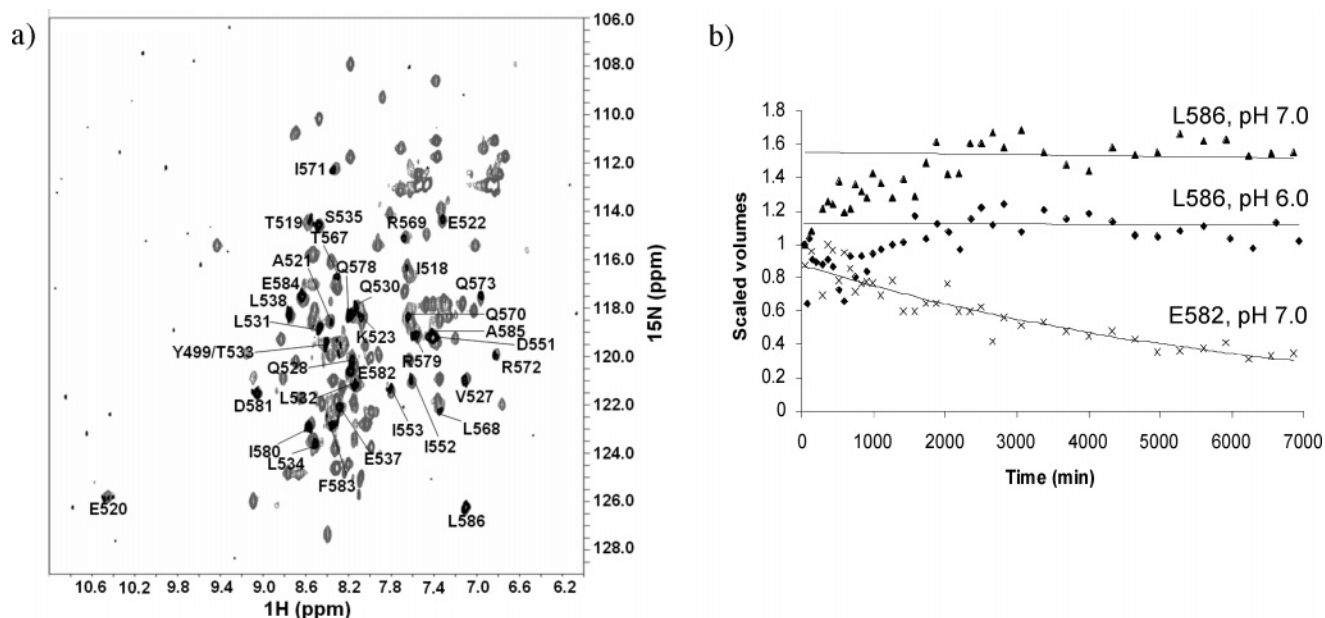 a)
106.0
108.0
110.0
112.0
114.0
116.0
118.0
120.0
122.0
124.0
126.0
128.0
15N (ppm)
I571
T519
S535
R569
E522
T567
A521
Q578
I518
E584
Q530
Q573
L538
Q570
L531
K523
A585
D551
Y499/T533
R579
R572
Q528
E582
L532
V527
D581
I553
L568
I552
I580
E537
L534
F583
E520
L586
10.6 10.2 9.8 9.4 9.0 8.6 8.2 7.8 7.4 7.0 6.6 6.2
1H (ppm)
b)
1.8
1.6
1.4
1.2
1
0.8
0.6
0.4
0.2
0
Scaled volumes
L586, pH 7.0
L586, pH 6.0
E582, pH 7.0
0 1000 2000 3000 4000 5000 6000 7000
Time (min)